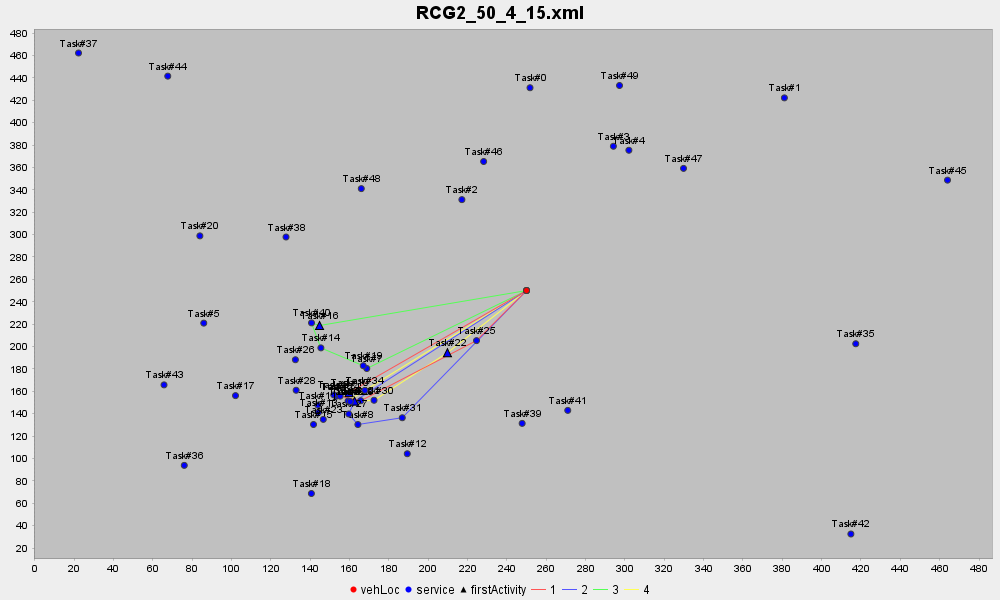 RCG2_50_4_15.xml
480
460
440
420
400
380
360
340
320
300
280
260
240
220
200
180
160
140
120
100
80
60
40
20
Task#37
Task#44
Task#0
Task#49
Task#1
Task#3
Task#4
Task#46
Task#47
Task#48
Task#45
Task#2
Task#20
Task#38
Task#5
Task#40
Task#16
Task#25
Task#14
Task#22
Task#35
Task#26
Task#19
Task#7
Task#43
Task#28
Task#34
Task#17
Task#30
Task#31
Task#8
Task#41
Task#39
Task#12
Task#36
Task#18
Task#42
0 20 40 60 80 100 120 140 160 180 200 220 240 260 280 300 320 340 360 380 400 420 440 460 480
vehLoc service firstActivity 1 2 3 4